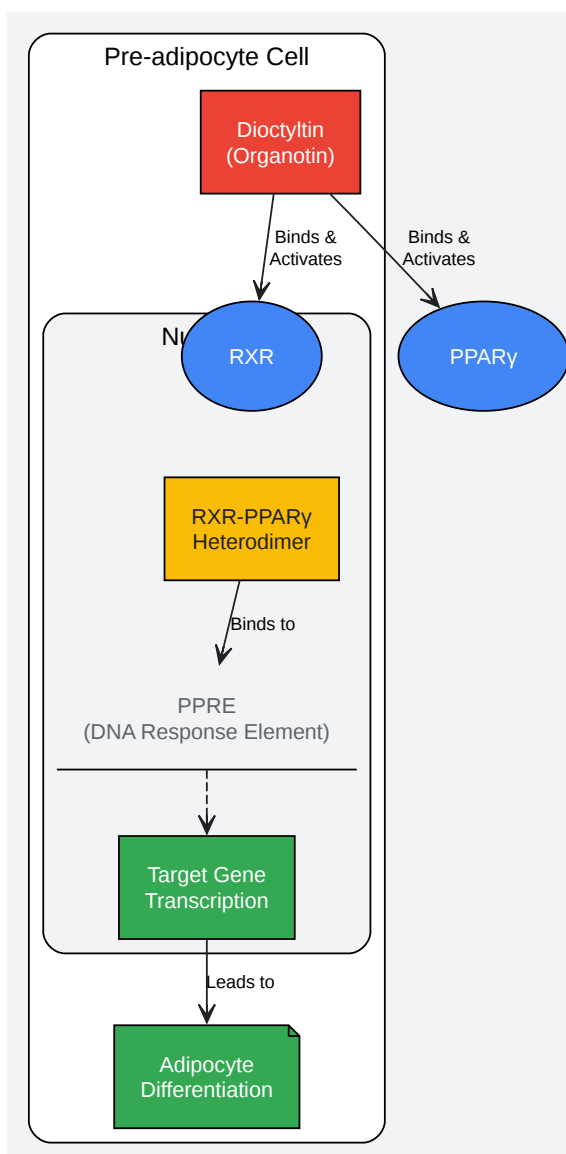 Pre-adipocyte Cell
Dioctyltin
(Organotin)
Binds &
Activates
Binds &
Activates
RXR
PPARγ
RXR-PPARγ
Heterodimer
Binds to
PPRE
(DNA Response Element)
Target Gene
Transcription
Leads to
Adipocyte
Differentiation